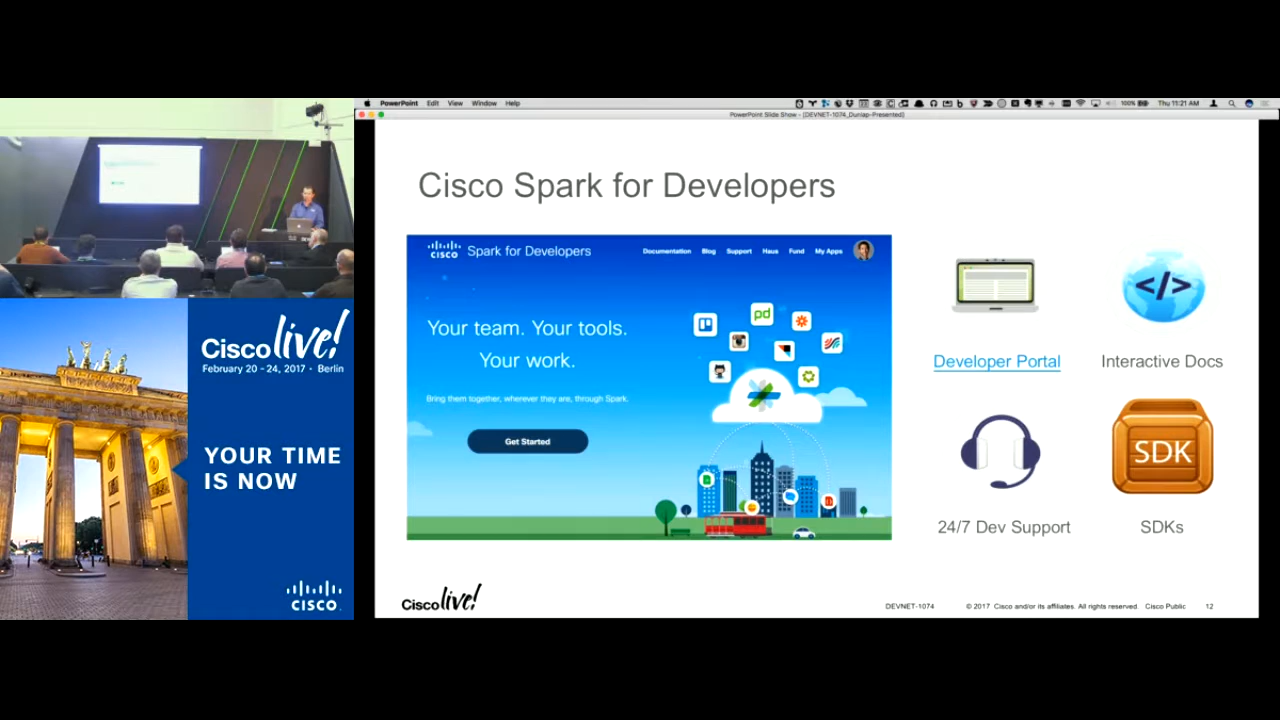 PowerPoint Edit View Window Help
100% Thu 11:21 AM
PowerPoint Slide Show - [DEVNET-1074_Dunlap-Presented]
Cisco Spark for Developers
CISCO Spark for Developers
Documentation Blog Support Haus Fund My Apps
Your team. Your tools.
Your work.
Bring them together, wherever they are, through Spark.
Get Started
pd
</>
Developer Portal
Interactive Docs
SDK
24/7 Dev Support
SDKs
Cisco live!
DEVNET-1074 © 2017 Cisco and/or its affiliates. All rights reserved. Cisco Public 12
Cisco live!
February 20 - 24, 2017 • Berlin
YOUR TIME
IS NOW
CISCO.